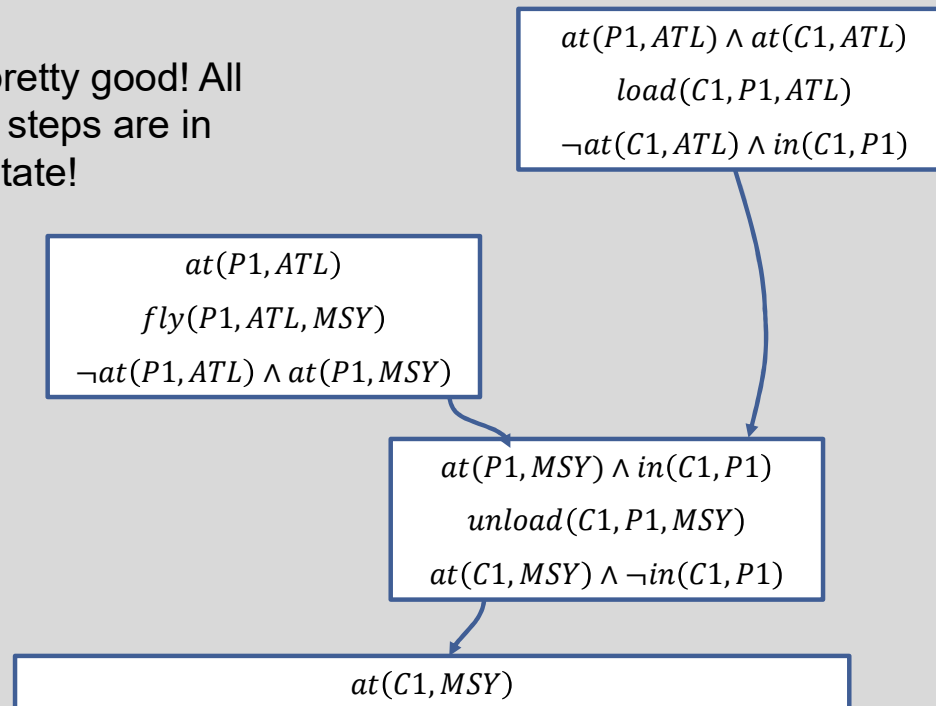 at(P1, ATL) ∧ at(C1, ATL)
load(C1, P1, ATL)
¬at(C1, ATL) ∧ in(C1, P1)
pretty good! All
steps are in
tate!
at(P1, ATL)
fly(P1, ATL, MSY)
¬at(P1, ATL) ∧ at(P1, MSY)
at(P1, MSY) ∧ in(C1, P1)
unload(C1, P1, MSY)
at(C1, MSY) ∧ ¬in(C1, P1)
at(C1, MSY)